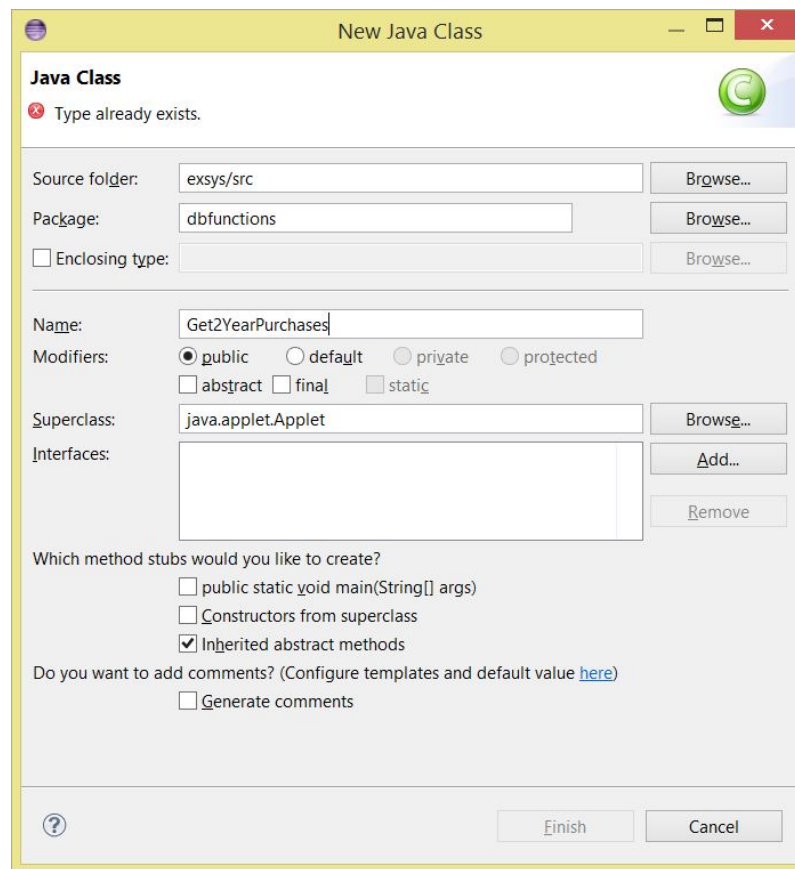 New Java Class
Java Class
Type already exists.
Source folder: exsys/src Browse...
Package: dbfunctions Browse...
Enclosing type: Browse...
Name: Get2YearPurchases
Modifiers: public default private protected
abstract final static
Superclass: java.applet.Applet Browse...
Interfaces: Add...
Remove
Which method stubs would you like to create?
public static void main(String[] args)
Constructors from superclass
Inherited abstract methods
Do you want to add comments? (Configure templates and default value here)
Generate comments
? Finish Cancel